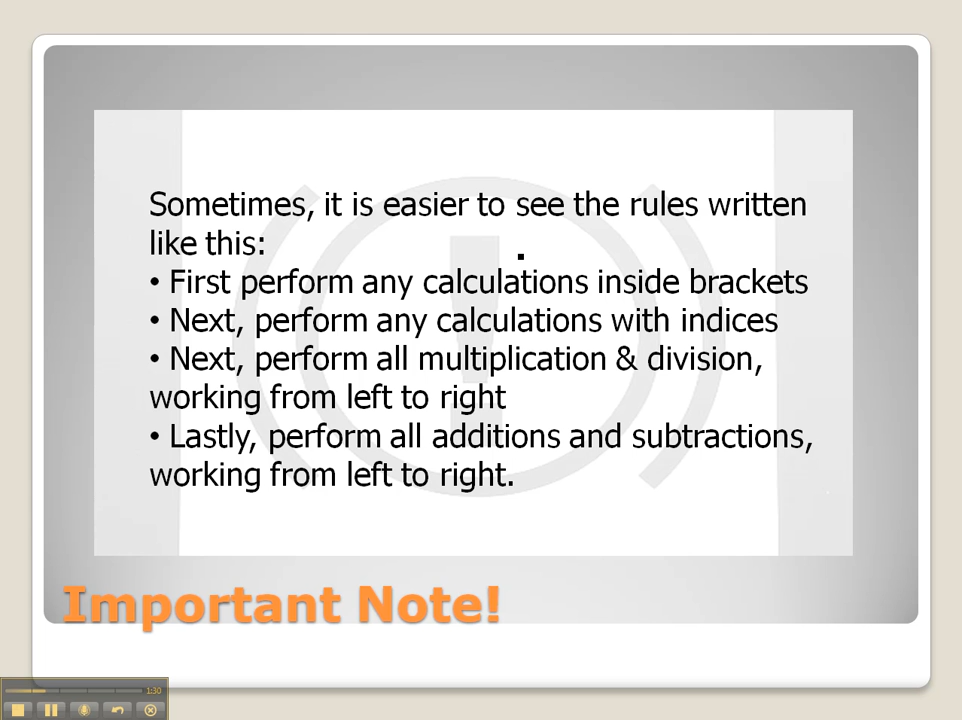 Sometimes, it is easier to see the rules written
like this:
• First perform any calculations inside brackets
• Next, perform any calculations with indices
• Next, perform all multiplication & division,
working from left to right
• Lastly, perform all additions and subtractions,
working from left to right.
Important Note!
1:30